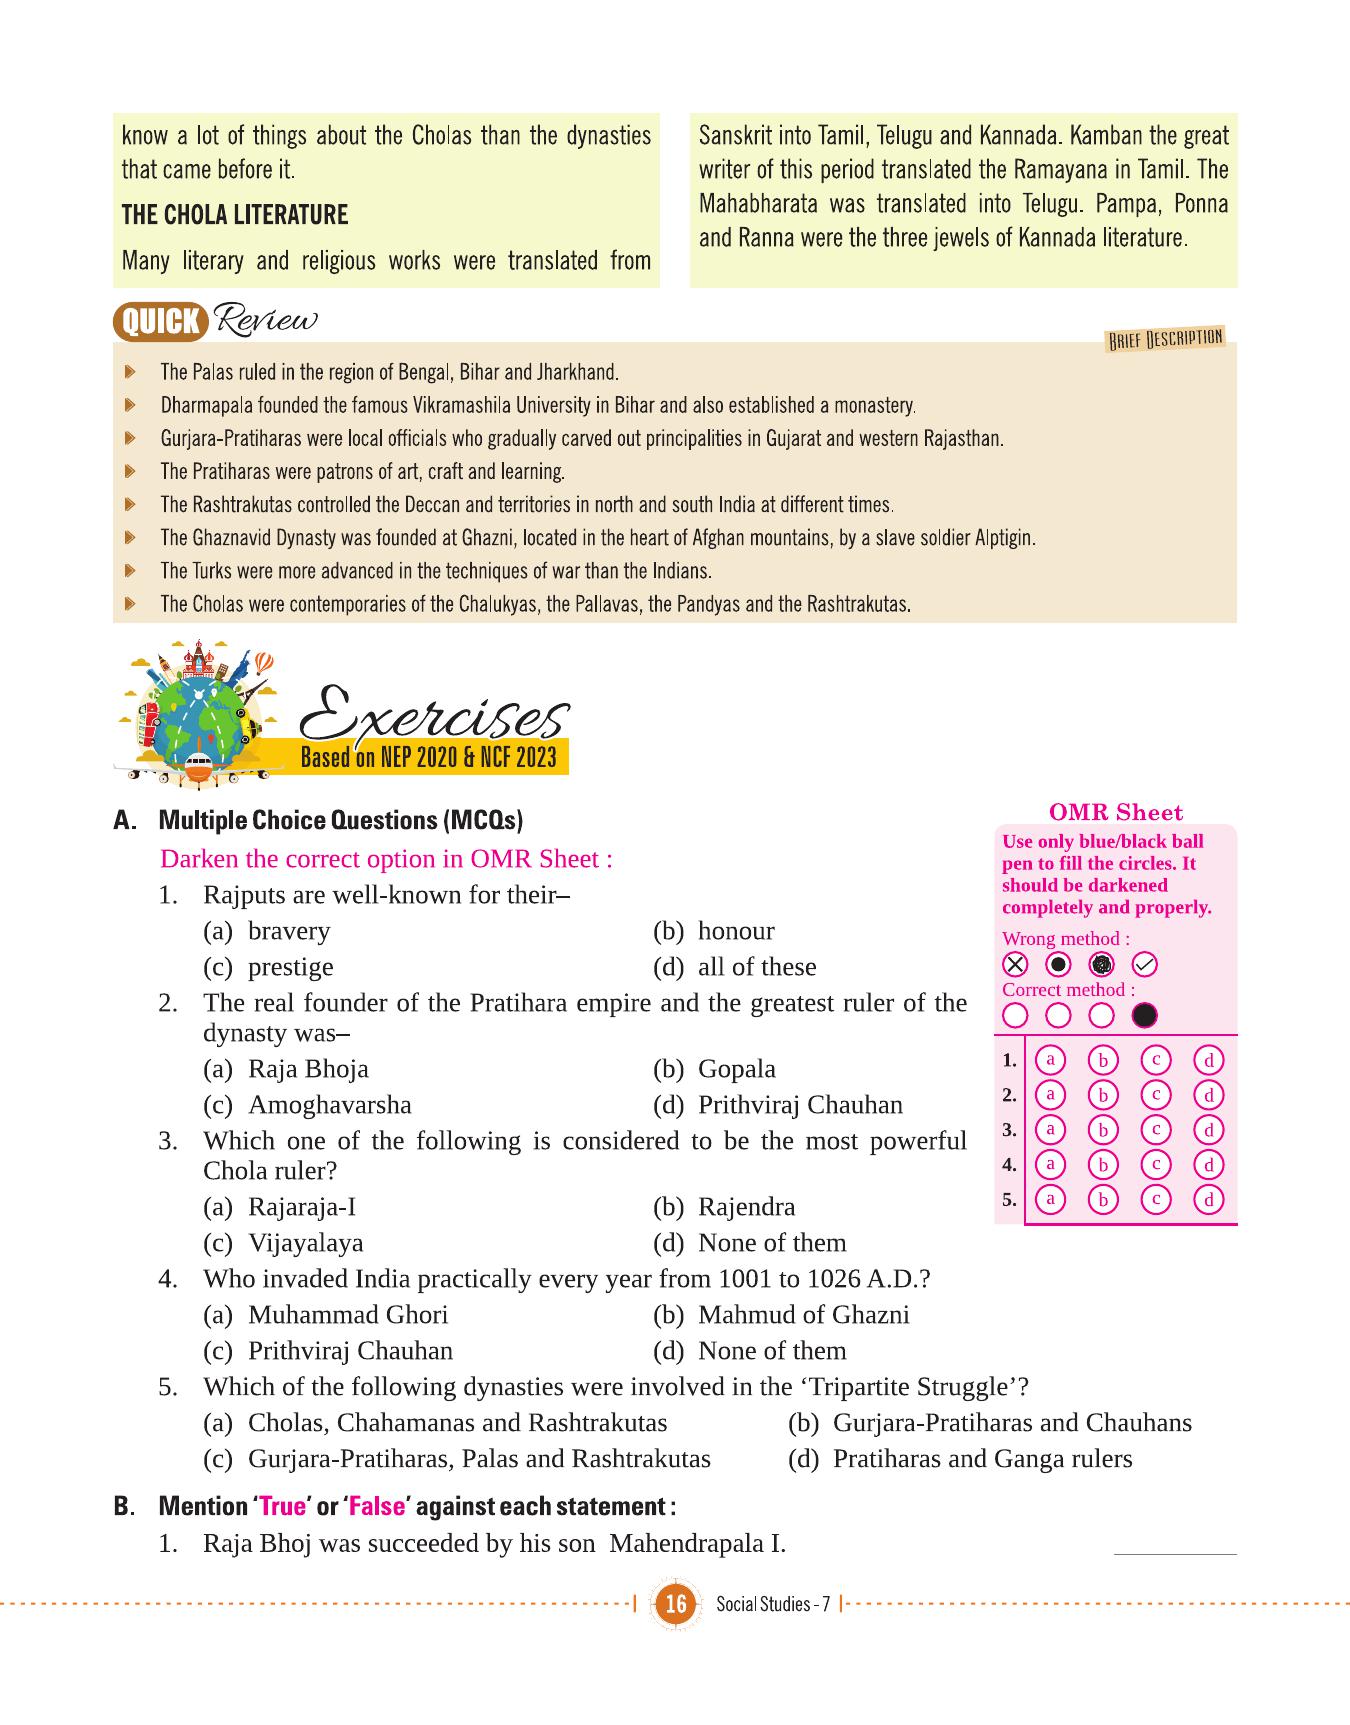 know a lot of things about the Cholas than the dynasties
that came before it.
THE CHOLA LITERATURE
Many literary and religious works were translated from
Sanskrit into Tamil, Telugu and Kannada. Kamban the great
writer of this period translated the Ramayana in Tamil. The
Mahabharata was translated into Telugu. Pampa, Ponna
and Ranna were the three jewels of Kannada literature.
QUICK Review
BRIEF DESCRIPTION
The Palas ruled in the region of Bengal, Bihar and Jharkhand.
Dharmapala founded the famous Vikramashila University in Bihar and also established a monastery.
Gurjara-Pratiharas were local officials who gradually carved out principalities in Gujarat and western Rajasthan.
The Pratiharas were patrons of art, craft and learning.
The Rashtrakutas controlled the Deccan and territories in north and south India at different times.
The Ghaznavid Dynasty was founded at Ghazni, located in the heart of Afghan mountains, by a slave soldier Alptigin.
The Turks were more advanced in the techniques of war than the Indians.
The Cholas were contemporaries of the Chalukyas, the Pallavas, the Pandyas and the Rashtrakutas.
Exercises
Based on NEP 2020 & NCF 2023
A. Multiple Choice Questions (MCQs)
Darken the correct option in OMR Sheet :
1. Rajputs are well-known for their–
(a) bravery (b) honour
(c) prestige (d) all of these
2. The real founder of the Pratihara empire and the greatest ruler of the
dynasty was–
(a) Raja Bhoja (b) Gopala
(c) Amoghavarsha (d) Prithviraj Chauhan
3. Which one of the following is considered to be the most powerful
Chola ruler?
(a) Rajaraja-I (b) Rajendra
(c) Vijayalaya (d) None of them
4. Who invaded India practically every year from 1001 to 1026 A.D.?
(a) Muhammad Ghori (b) Mahmud of Ghazni
(c) Prithviraj Chauhan (d) None of them
5. Which of the following dynasties were involved in the ‘Tripartite Struggle’?
(a) Cholas, Chahamanas and Rashtrakutas (b) Gurjara-Pratiharas and Chauhans
(c) Gurjara-Pratiharas, Palas and Rashtrakutas (d) Pratiharas and Ganga rulers
OMR Sheet
Use only blue/black ball
pen to fill the circles. It
should be darkened
completely and properly.
Wrong method :
Correct method :
1. a b c d
2. a b c d
3. a b c d
4. a b c d
5. a b c d
B. Mention ‘True’ or ‘False’ against each statement :
1. Raja Bhoj was succeeded by his son Mahendrapala I.
16 Social Studies - 7